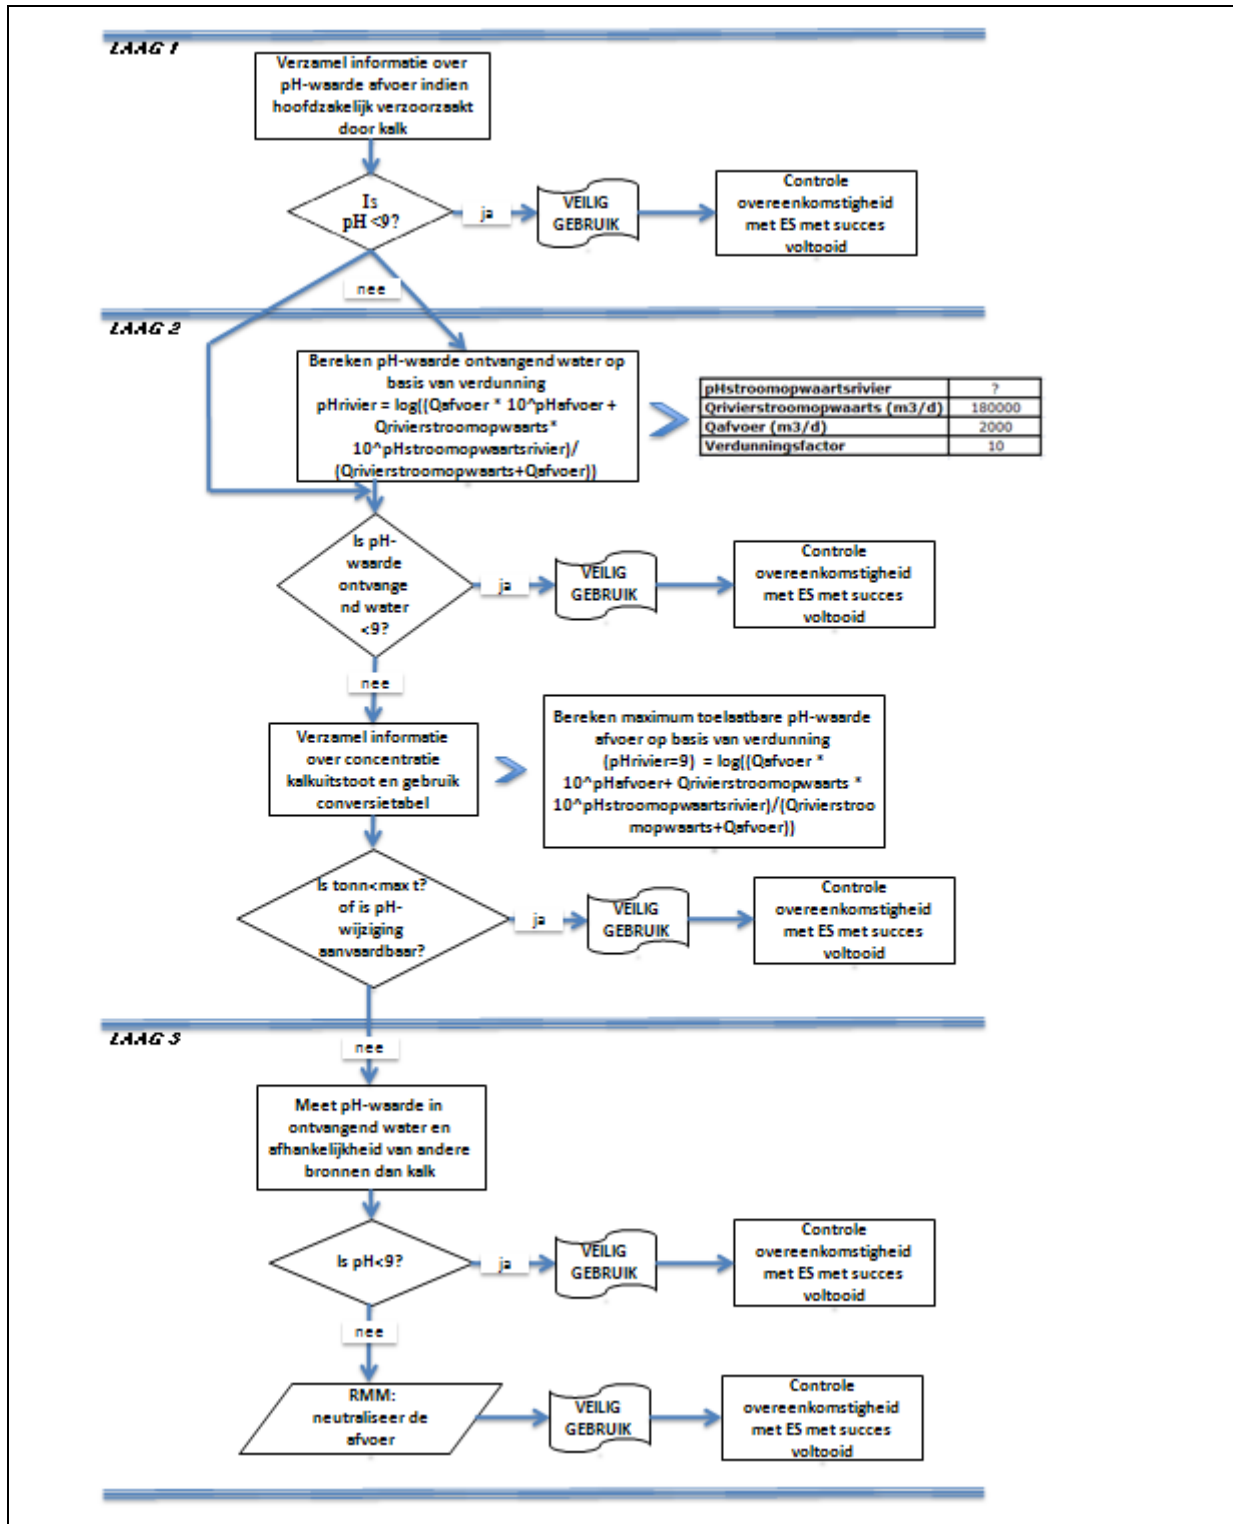 LAAG 1
Verzamel informatie over
pH-waarde afvoer indien
hoofdzakelijk verzoorzaakt
door kalk
Is
pH <9?
ja
VEILIG
GEBRUIK
Controle
overeenkomstigheid
met ES met succes
voltooid
nee
LAAG 2
Bereken pH-waarde ontvangend water op
basis van verdunning
pHrivier = log((Qafvoer * 10^pHafvoer +
Qrivierstroomopwaarts*
10^pHstroomopwaartsrivier)/
(Qrivierstroomopwaarts+Qafvoer))
pHstroomopwaartsrivier ?
Qrivierstroomopwaarts (m3/d) 180000
Qafvoer (m3/d) 2000
Verdunningsfactor 10
Is pH-
waarde
ontvange
nd water
<9?
ja
VEILIG
GEBRUIK
Controle
overeenkomstigheid
met ES met succes
voltooid
nee
Verzamel informatie
over concentratie
kalkuitstoot en gebruik
conversietabel
Bereken maximum toelaatbare pH-waarde
afvoer op basis van verdunning
(pHrivier=9) = log((Qafvoer *
10^pHafvoer+ Qrivierstroomopwaarts *
10^pHstroomopwaartsrivier)/(Qrivierstroo
mopwaarts+Qafvoer))
Is tonn<max t?
of is pH-
wijziging
aanvaardbaar?
ja
VEILIG
GEBRUIK
Controle
overeenkomstigheid
met ES met succes
voltooid
LAAG 3
nee
Meet pH-waarde in
ontvangend water en
afhankelijkheid van andere
bronnen dan kalk
Is pH<9?
ja
VEILIG
GEBRUIK
Controle
overeenkomstigheid
met ES met succes
voltooid
nee
RMM:
neutraliseer de
afvoer
VEILIG
GEBRUIK
Controle
overeenkomstigheid
met ES met succes
voltooid